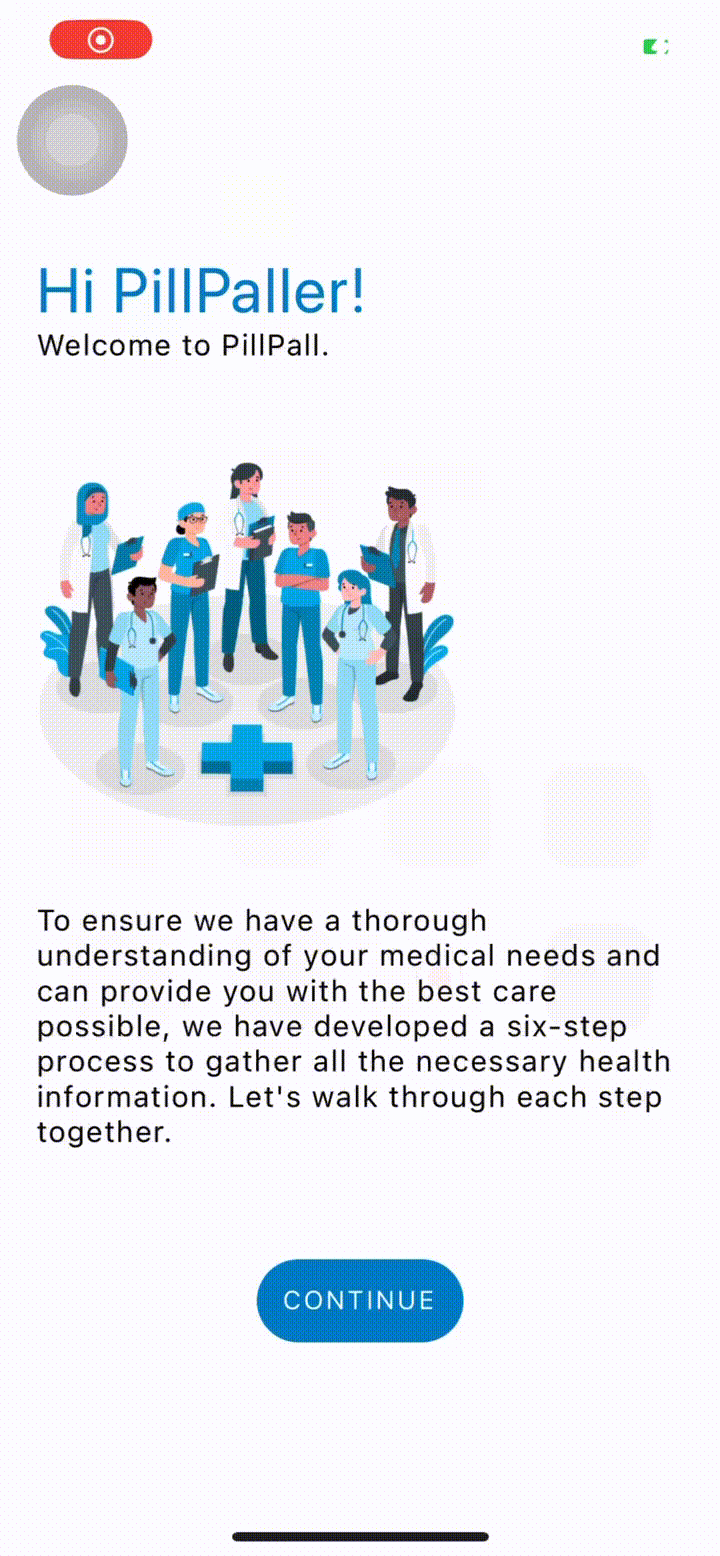 Hi PillPaller!
Welcome to PillPall.
To ensure we have a thorough
understanding of your medical needs and
can provide you with the best care
possible, we have developed a six-step
process to gather all the necessary health
information. Let's walk through each step
together.
CONTINUE